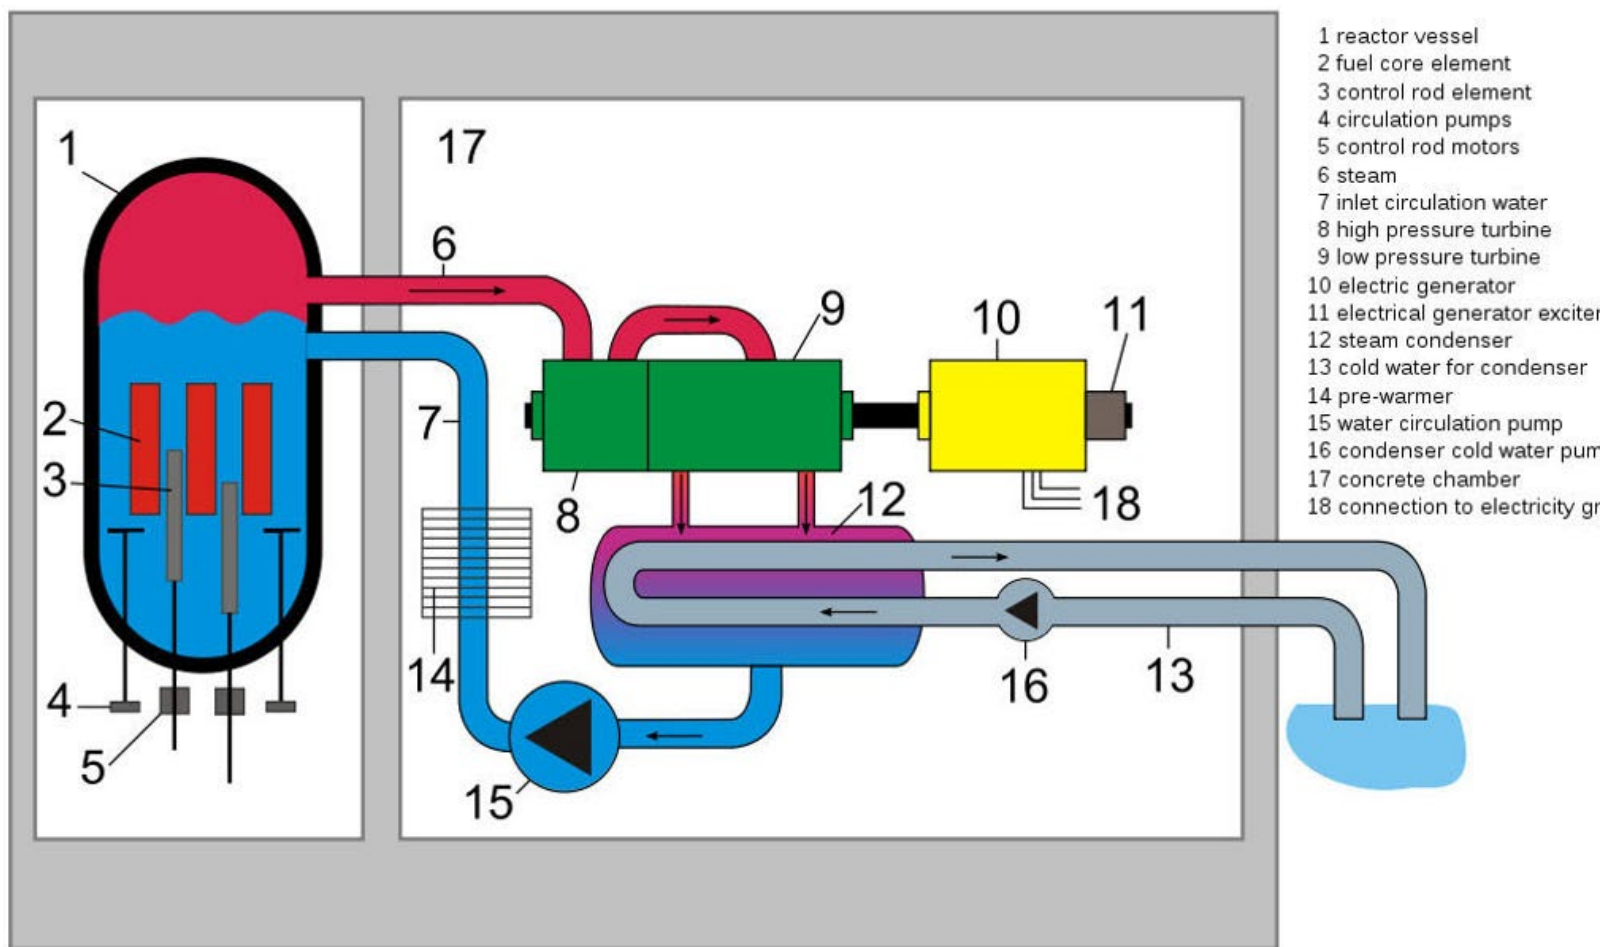 1
17
6
9
10
11
2
7
3
8
12
18
14
16
13
4
5
15
1 reactor vessel
2 fuel core element
3 control rod element
4 circulation pumps
5 control rod motors
6 steam
7 inlet circulation water
8 high pressure turbine
9 low pressure turbine
10 electric generator
11 electrical generator exciter
12 steam condenser
13 cold water for condenser
14 pre-warmer
15 water circulation pump
16 condenser cold water pum
17 concrete chamber
18 connection to electricity gr